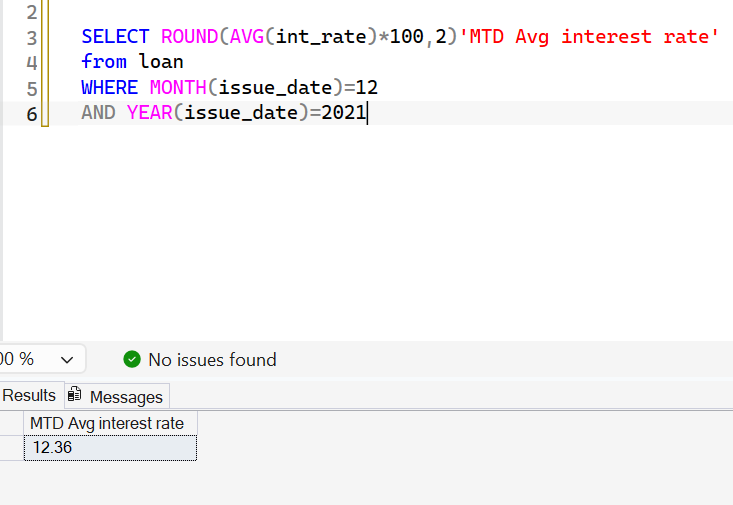 2
3 SELECT ROUND(AVG(int_rate)*100,2)'MTD Avg interest rate'
4 from loan
5 WHERE MONTH(issue_date)=12
6 AND YEAR(issue_date)=2021
00 % No issues found
Results Messages
MTD Avg interest rate
12.36